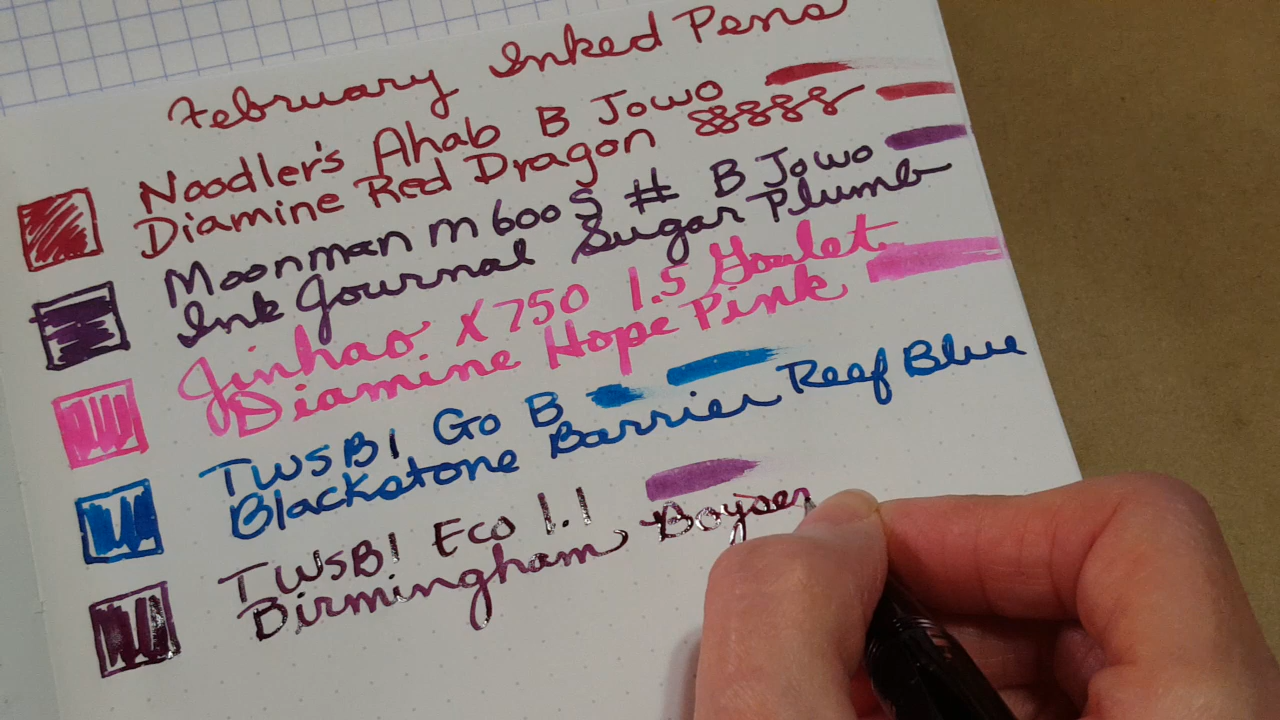 February Inked Pens
Noodler's Ahab B Jowo
Diamine Red Dragon
Moonman M600S # B Jowo
Ink Journal Sugar Plumb
Jinhao X750 1.5 Goulet
Diamine Hope Pink
TWSBI Go B
Blackstone Barrier Reef Blue
TWSBI Eco 1.1
Birmingham Boysen